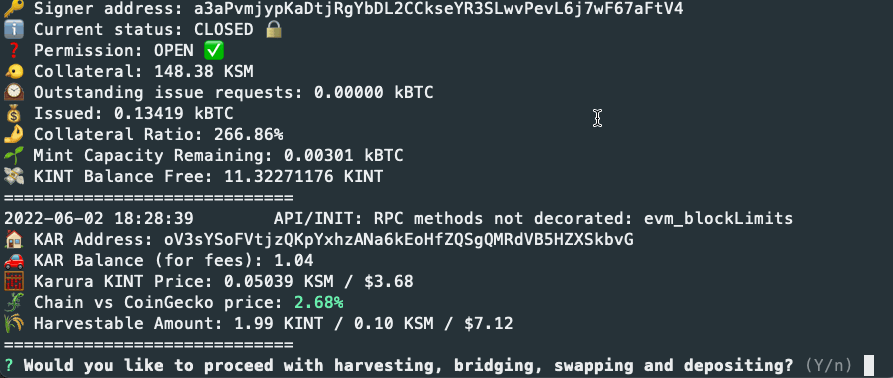 🔑 Signer address: a3aPvmjypKaDtjRgYbDL2CCkseYR3SLwvPevL6j7wF67aFtV4
ℹ️ Current status: CLOSED 🔒
❓ Permission: OPEN ✅
🐤 Collateral: 148.38 KSM
🕰️ Outstanding issue requests: 0.00000 kBTC
💰 Issued: 0.13419 kBTC
🤌 Collateral Ratio: 266.86%
🌱 Mint Capacity Remaining: 0.00301 kBTC
💸 KINT Balance Free: 11.32271176 KINT
=============================
2022-06-02 18:28:39        API/INIT: RPC methods not decorated: evm_blockLimits
🏠 KAR Address: oV3sYSoFVtjzQKpYxhzANa6kEoHfZQSgQMRdVB5HZXSkbvG
🚗 KAR Balance (for fees): 1.04
🧮 Karura KINT Price: 0.05039 KSM / $3.68
🐉 Chain vs CoinGecko price: 2.68%
🌾 Harvestable Amount: 1.99 KINT / 0.10 KSM / $7.12
=============================
? Would you like to proceed with harvesting, bridging, swapping and depositing? (Y/n)